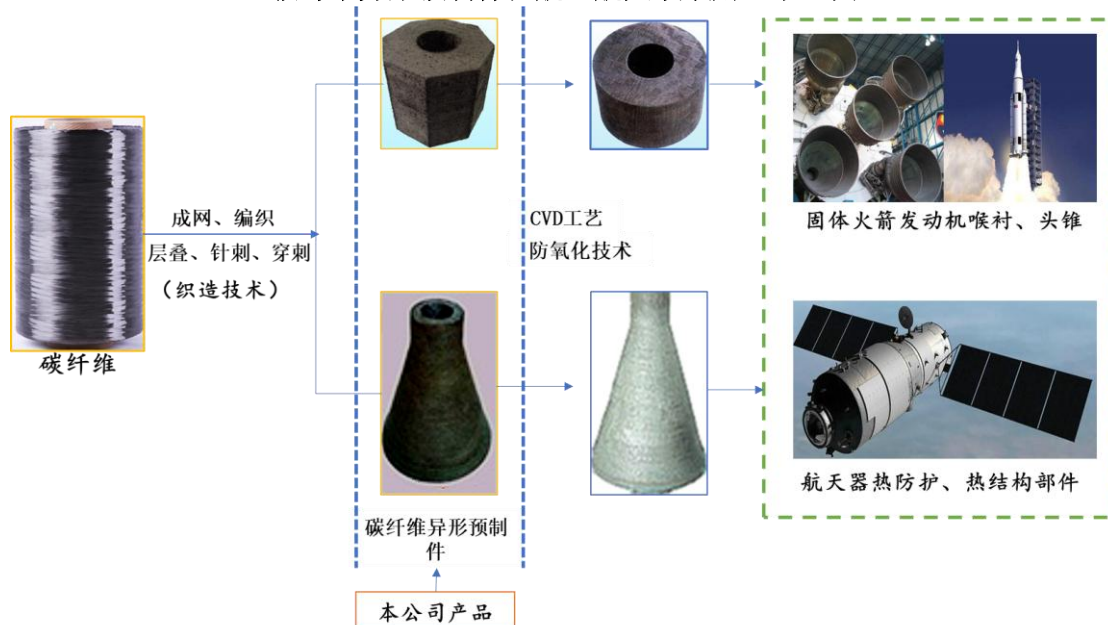 成网、编织
层叠、针刺、穿刺
（织造技术）
碳纤维
CVD工艺
防氧化技术
固体火箭发动机喉衬、头锥
航天器热防护、热结构部件
碳纤维异形预制
件
本公司产品